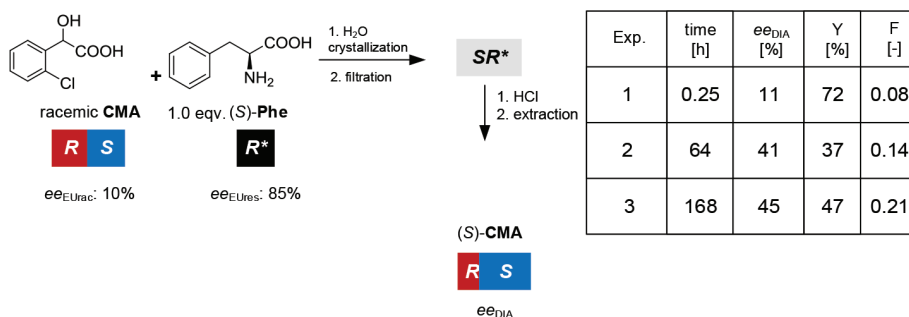 OH
COOH
Cl
racemic CMA
R S
ee_EUrac: 10%
+
COOH
NH₂
1.0 eqv. (S)-Phe
R*
ee_EUres: 85%
1. H₂O
crystallization
2. filtration
SR*
1. HCl
2. extraction
(S)-CMA
R S
ee_DIA
Exp. time [h] ee_DIA [%] Y [%] F [-]
1 0.25 11 72 0.08
2 64 41 37 0.14
3 168 45 47 0.21